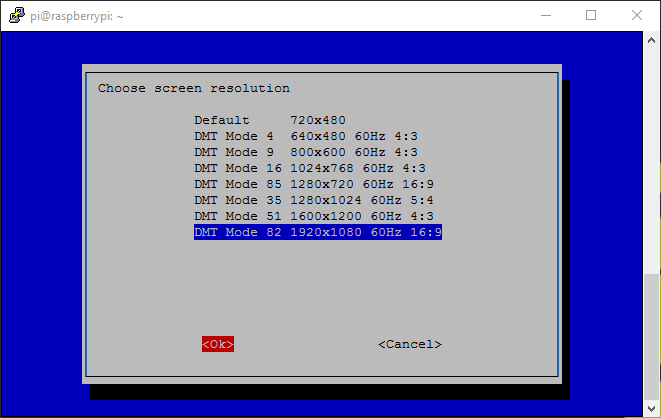 pi@raspberrypi: ~
Choose screen resolution
Default 720x480
DMT Mode 4 640x480 60Hz 4:3
DMT Mode 9 800x600 60Hz 4:3
DMT Mode 16 1024x768 60Hz 4:3
DMT Mode 85 1280x720 60Hz 16:9
DMT Mode 35 1280x1024 60Hz 5:4
DMT Mode 51 1600x1200 60Hz 4:3
DMT Mode 82 1920x1080 60Hz 16:9
<Ok> <Cancel>